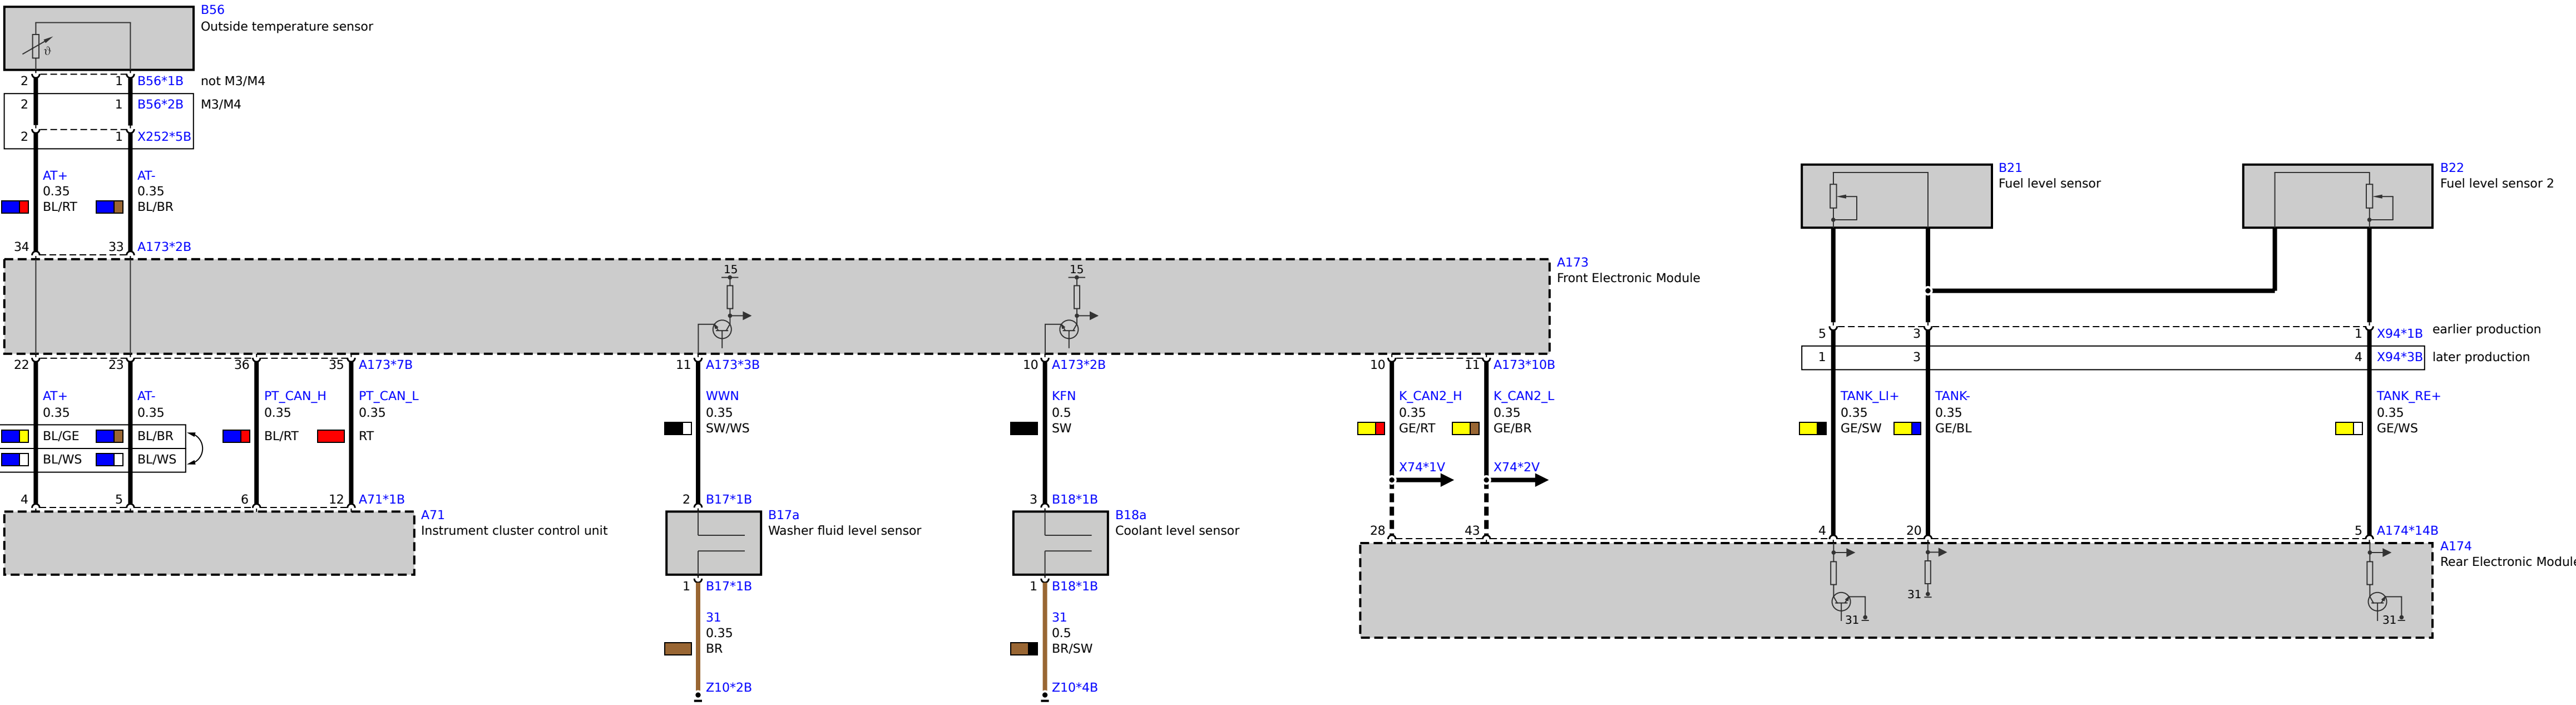 B56
Outside temperature sensor
ϑ
2 1 B56*1B not M3/M4
2 1 B56*2B M3/M4
2 1 X252*5B
AT+ AT-
0.35 0.35
BL/RT BL/BR
34 33 A173*2B
B21
Fuel level sensor
B22
Fuel level sensor 2
A173
Front Electronic Module
15 15
5 3 1 X94*1B earlier production
1 3 4 X94*3B later production
22 23 36 35 A173*7B 11 A173*3B 10 A173*2B 10 11 A173*10B
AT+ AT- PT_CAN_H PT_CAN_L WWN KFN K_CAN2_H K_CAN2_L TANK_LI+ TANK- TANK_RE+
0.35 0.35 0.35 0.35 0.35 0.5 0.35 0.35 0.35 0.35 0.35
BL/GE BL/BR BL/RT RT SW/WS SW GE/RT GE/BR GE/SW GE/BL GE/WS
BL/WS BL/WS
X74*1V X74*2V
4 5 6 12 A71*1B 2 B17*1B 3 B18*1B
28 43 4 20 5 A174*14B
A71
Instrument cluster control unit
B17a
Washer fluid level sensor
B18a
Coolant level sensor
A174
Rear Electronic Module
31 31 31
1 B17*1B 1 B18*1B
31 31
0.35 0.5
BR BR/SW
Z10*2B Z10*4B